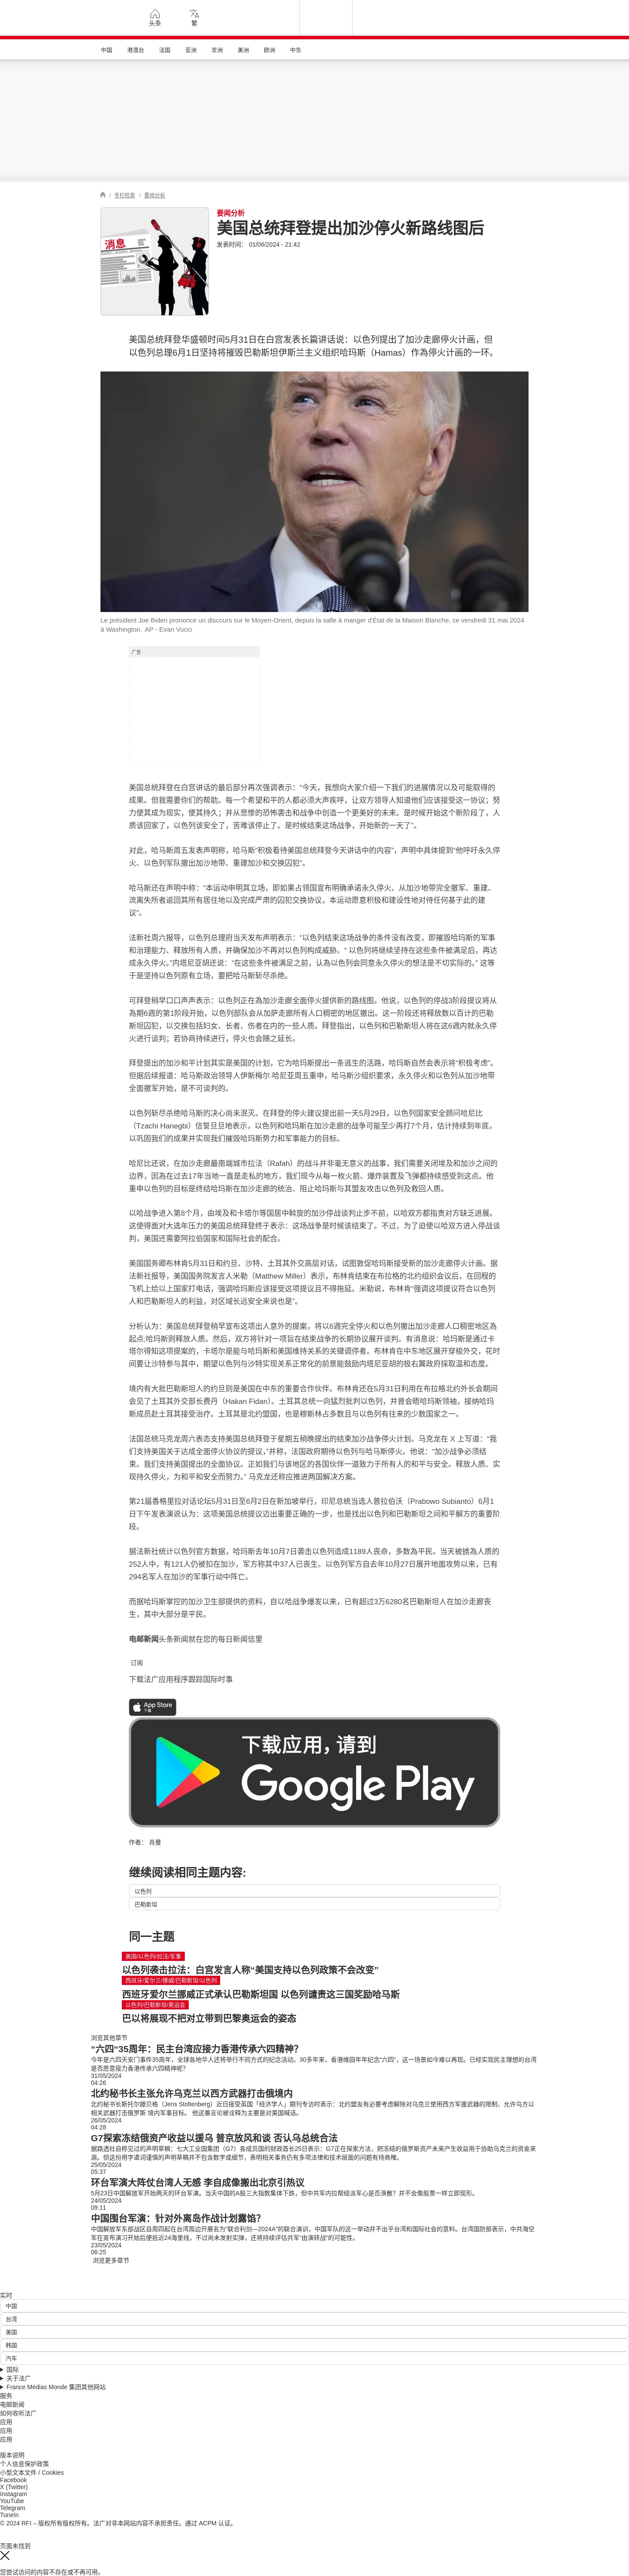 头条
繁
中国
港澳台
法国
亚洲
非洲
美洲
欧洲
中东
/ 专栏检索 / 要闻分析
消息
要闻分析
美国总统拜登提出加沙停火新路线图后
发表时间： 01/06/2024 - 21:42
美国总统拜登华盛顿时间5月31日在白宫发表长篇讲话说：以色列提出了加沙走廊停火计画，但
以色列总理6月1日坚持将摧毁巴勒斯坦伊斯兰主义组织哈玛斯（Hamas）作為停火计画的一环。
Le président Joe Biden prononce un discours sur le Moyen-Orient, depuis la salle à manger d'État de la Maison Blanche, ce vendredi 31 mai 2024
à Washington. AP - Evan Vucci
广告
美国总统拜登在白宫讲话的最后部分再次强调表示：“今天，我想向大家介绍一下我们的进展情况以及可能取得的
成果。但我需要你们的帮助。每一个希望和平的人都必须大声疾呼，让双方领导人知道他们应该接受这一协议；努
力使其成为现实，使其持久；并从悲惨的恐怖袭击和战争中创造一个更美好的未来。是时候开始这个新阶段了，人
质该回家了，以色列该安全了，苦难该停止了。是时候结束这场战争，开始新的一天了”。
对此，哈马斯周五发表声明称，哈马斯“积极看待美国总统拜登今天讲话中的内容”，声明中具体提到“他呼吁永久停
火、以色列军队撤出加沙地带、重建加沙和交换囚犯”。
哈马斯还在声明中称：“本运动申明其立场，即如果占领国宣布明确承诺永久停火、从加沙地带完全撤军、重建、
流离失所者返回其所有居住地以及完成严肃的囚犯交换协议，本运动愿意积极和建设性地对待任何基于此的建
议”。
法新社周六报导，以色列总理府当天发布声明表示：“以色列结束这场战争的条件没有改变，即摧毁哈玛斯的军事
和治理能力、释放所有人质，并确保加沙不再对以色列构成威胁。” 以色列将继续坚持在这些条件被满足后，再达
成永久停火。”内塔尼亚胡还说：“在这些条件被满足之前，认為以色列会同意永久停火的想法是不切实际的。” 这等
于是坚持以色列原有立场，要把哈马斯斩尽杀绝。
可拜登稍早口口声声表示：以色列正在為加沙走廊全面停火提供新的路线图。他说，以色列的停战3阶段提议将从
為期6週的第1阶段开始，以色列部队会从加萨走廊所有人口稠密的地区撤出。这一阶段还将释放数以百计的巴勒
斯坦囚犯，以交换包括妇女、长者、伤者在内的一些人质。拜登指出，以色列和巴勒斯坦人将在这6週内就永久停
火进行谈判；若协商持续进行，停火也会随之延长。
拜登提出的加沙和平计划其实是美国的计划，它为哈玛斯提出一条逃生的活路，哈玛斯自然会表示将“积极考虑”。
但据后续报道：哈马斯政治领导人伊斯梅尔·哈尼亚周五重申，哈马斯沙组织要求，永久停火和以色列从加沙地带
全面撤军开始，是不可谈判的。
以色列斩尽杀绝哈马斯的决心尚未泯灭。在拜登的停火建议提出前一天5月29日，以色列国家安全顾问哈尼比
（Tzachi Hanegbi）信誓旦旦地表示，以色列和哈玛斯在加沙走廊的战争可能至少再打7个月，估计持续到年底，
以巩固我们的成果并实现我们摧毁哈玛斯势力和军事能力的目标。
哈尼比还说，在加沙走廊最南端城市拉法（Rafah）的战斗并非毫无意义的战事，我们需要关闭埃及和加沙之间的
边界，因為在过去17年当地一直是走私的地方，我们现今从每一枚火箭、爆炸装置及飞弹都持续感受到这点。他
重申以色列的目标是终结哈玛斯在加沙走廊的统治、阻止哈玛斯与其盟友攻击以色列及救回人质。
以哈战争进入第8个月，由埃及和卡塔尔等国居中斡旋的加沙停战谈判止步不前，以哈双方都指责对方缺乏进展。
这使得面对大选年压力的美国总统拜登终于表示：这场战争是时候该结束了。不过，为了迫使以哈双方进入停战谈
判，美国还需要阿拉伯国家和国际社会的配合。
美国国务卿布林肯5月31日和约旦、沙特、土耳其外交高层对话，试图敦促哈玛斯接受新的加沙走廊停火计画。据
法新社报导，美国国务院发言人米勒（Matthew Miller）表示，布林肯结束在布拉格的北约组织会议后，在回程的
飞机上给以上国家打电话，强调哈玛斯应该接受这项提议且不得拖延。米勒说，布林肯“强调这项提议符合以色列
人和巴勒斯坦人的利益，对区域长远安全来说也是”。
分析认为：美国总统拜登稍早宣布这项出人意外的提案，将以6週完全停火和以色列撤出加沙走廊人口稠密地区為
起点;哈玛斯则释放人质。然后，双方将针对一项旨在结束战争的长期协议展开谈判。有消息说：哈玛斯是通过卡
塔尔得知这项提案的，卡塔尔是能与哈玛斯和美国维持关系的关键调停者。布林肯在中东地区展开穿梭外交，花时
间要让沙特参与其中，期望以色列与沙特实现关系正常化的前景能鼓励内塔尼亚胡的极右翼政府採取温和态度。
境内有大批巴勒斯坦人的约旦则是美国在中东的重要合作伙伴。布林肯还在5月31日利用在布拉格北约外长会期间
会见了土耳其外交部长费丹（Hakan Fidan）。土耳其总统一向猛烈批判以色列，并曾会晤哈玛斯领袖，接纳哈玛
斯成员赴土耳其接受治疗。土耳其是北约盟国，也是穆斯林占多数且与以色列有往来的少数国家之一。
法国总统马克龙周六表态支持美国总统拜登于星期五稍晚提出的结束加沙战争停火计划。马克龙在 X 上写道：“我
们支持美国关于达成全面停火协议的提议，”并称，法国政府期待以色列与哈马斯停火。他说：“加沙战争必须结
束。我们支持美国提出的全面协议。正如我们与该地区的各国伙伴一道致力于所有人的和平与安全。释放人质、实
现持久停火，为和平和安全而努力。” 马克龙还称应推进两国解决方案。
第21届香格里拉对话论坛5月31日至6月2日在新加坡举行，印尼总统当选人普拉伯沃（Prabowo Subianto）6月1
日下午发表演说认为：这项美国总统提议迈出重要正确的一步，也是找出以色列和巴勒斯坦之间和平解方的重要阶
段。
据法新社统计以色列官方数据，哈玛斯去年10月7日袭击以色列造成1189人丧命，多数為平民。当天被掳為人质的
252人中，有121人仍被扣在加沙，军方称其中37人已丧生。以色列军方自去年10月27日展开地面攻势以来，已有
294名军人在加沙的军事行动中阵亡。
而据哈玛斯掌控的加沙卫生部提供的资料，自以哈战争爆发以来，已有超过3万6280名巴勒斯坦人在加沙走廊丧
生，其中大部分是平民。
电邮新闻头条新闻就在您的每日新闻信里
订阅
下载法广应用程序跟踪国际时事
App Store
下载
下载应用，请到
Google Play
作者： 肖曼
继续阅读相同主题内容:
以色列
巴勒斯坦
同一主题
美国/以色列/拉法/军事
以色列袭击拉法：白宫发言人称“美国支持以色列政策不会改变”
西班牙/爱尔兰/挪威/巴勒斯坦/以色列
西班牙爱尔兰挪威正式承认巴勒斯坦国 以色列谴责这三国奖励哈马斯
以色列/巴勒斯坦/奥运会
巴以将展现不把对立带到巴黎奥运会的姿态
浏览其他章节
“六四”35周年：民主台湾应接力香港传承六四精神?
今年是六四天安门事件35周年，全球各地华人还将举行不同方式的纪念活动。30多年来，香港维园年年纪念“六四”，这一场景如今难以再现。已经实现民主理想的台湾
是否愿意接力香港传承六四精神呢?
31/05/2024
04:26
北约秘书长主张允许乌克兰以西方武器打击俄境内
北约秘书长斯托尔滕贝格（Jens Stoltenberg）近日接受英国「经济学人」期刊专访时表示：北约盟友有必要考虑解除对乌克兰使用西方军援武器的限制、允许乌方以
相关武器打击俄罗斯 境内军事目标。 他这番言论被诠释为主要是对美国喊话。
26/05/2024
04:28
G7探索冻结俄资产收益以援乌 普京放风和谈 否认乌总统合法
据路透社自称见过的声明草稿：七大工业国集团（G7）各成员国的财政首长25日表示：G7正在探索方法，把冻结的俄罗斯资产未来产生收益用于协助乌克兰的资金来
源。但这份用字遣词谨慎的声明草稿并不包含数字或细节，表明相关事务仍有多项法律和技术层面的问题有待商榷。
25/05/2024
05:37
环台军演大阵仗台湾人无感 李自成像搬出北京引热议
5月23日中国解放军开始两天的环台军演。当天中国的A股三大指数集体下跌，但中共军内拉帮结派军心是否涣散？并不会像股票一样立即现形。
24/05/2024
09:11
中国围台军演：针对外离岛作战计划露馅?
中国解放军东部战区自周四起在台湾周边开展名为“联合利剑—2024A”的联合演训，中国军队的这一举动并不出乎台湾和国际社会的意料。台湾国防部表示，中共海空
军在宣布演习开始后便抵近24海里线，不过尚未发射实弹，还将持续评估共军“由演转战”的可能性。
23/05/2024
06:25
浏览更多章节
实时
中国
台湾
美国
韩国
汽车
国际
关于法广
France Médias Monde 集团其他网站
服务
电邮新闻
如何收听法广
应用
应用
应用
版本说明
个人信息保护政策
小型文本文件 / Cookies
Facebook
X (Twitter)
Instagram
YouTube
Telegram
TuneIn
© 2024 RFI – 版权所有版权所有。法广对非本网站内容不承担责任。通过 ACPM 认证。
页面未找到
您尝试访问的内容不存在或不再可用。